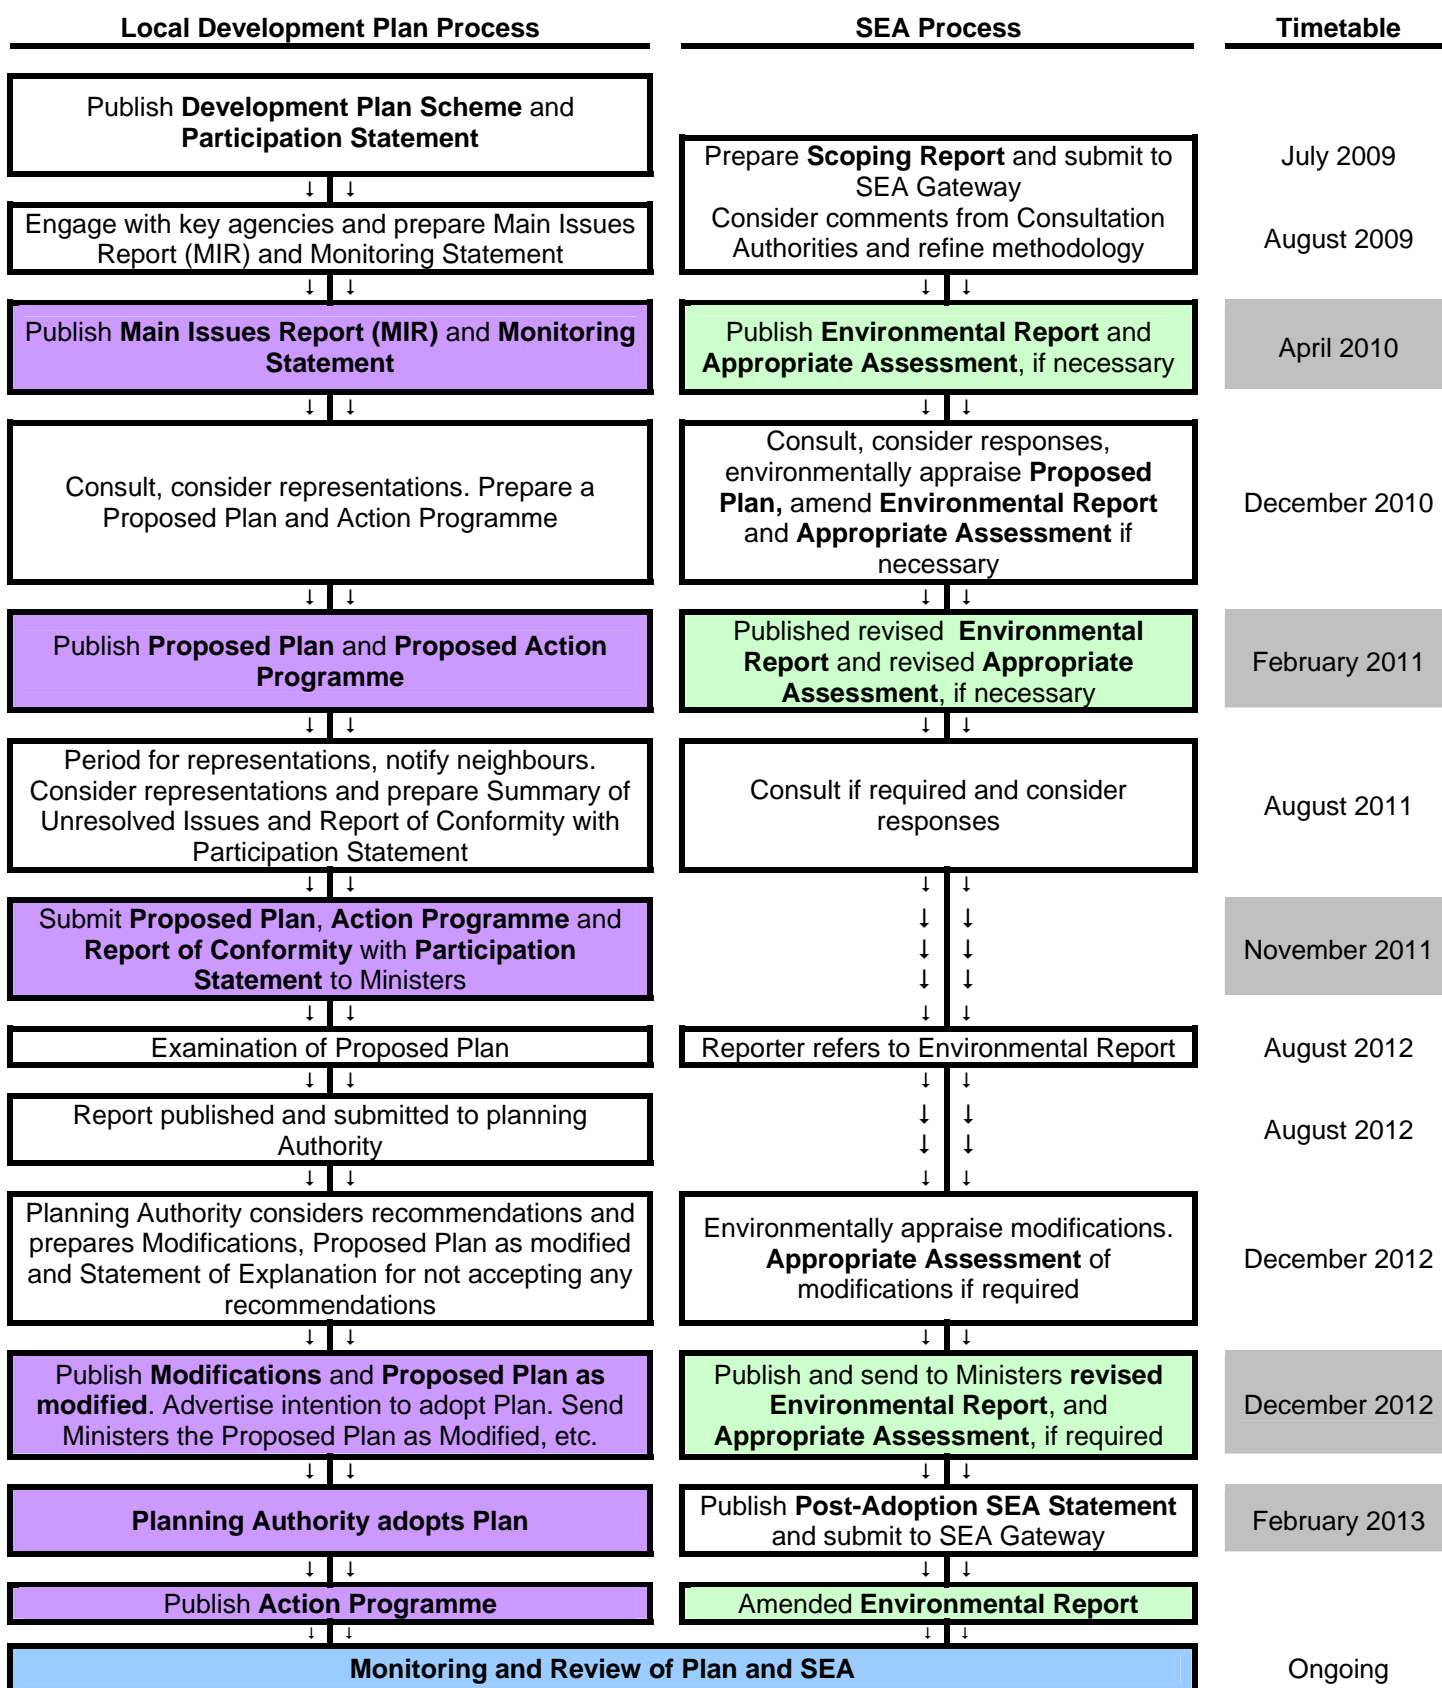 Local Development Plan Process
SEA Process
Timetable
Publish Development Plan Scheme and
Participation Statement
Prepare Scoping Report and submit to
SEA Gateway
Consider comments from Consultation
Authorities and refine methodology
July 2009
↓ ↓
Engage with key agencies and prepare Main Issues
Report (MIR) and Monitoring Statement
August 2009
↓ ↓
↓ ↓
Publish Main Issues Report (MIR) and Monitoring
Statement
Publish Environmental Report and
Appropriate Assessment, if necessary
April 2010
↓ ↓
↓ ↓
Consult, consider representations. Prepare a
Proposed Plan and Action Programme
Consult, consider responses,
environmentally appraise Proposed
Plan, amend Environmental Report
and Appropriate Assessment if
necessary
December 2010
↓ ↓
↓ ↓
Publish Proposed Plan and Proposed Action
Programme
Published revised Environmental
Report and revised Appropriate
Assessment, if necessary
February 2011
↓ ↓
↓ ↓
Period for representations, notify neighbours.
Consider representations and prepare Summary of
Unresolved Issues and Report of Conformity with
Participation Statement
Consult if required and consider
responses
August 2011
↓ ↓
↓ ↓
Submit Proposed Plan, Action Programme and
Report of Conformity with Participation
Statement to Ministers
↓ ↓
↓ ↓
↓ ↓
November 2011
↓ ↓
↓ ↓
Examination of Proposed Plan
Reporter refers to Environmental Report
August 2012
↓ ↓
↓ ↓
Report published and submitted to planning
Authority
↓ ↓
↓ ↓
August 2012
↓ ↓
↓ ↓
Planning Authority considers recommendations and
prepares Modifications, Proposed Plan as modified
and Statement of Explanation for not accepting any
recommendations
Environmentally appraise modifications.
Appropriate Assessment of
modifications if required
December 2012
↓ ↓
↓ ↓
Publish Modifications and Proposed Plan as
modified. Advertise intention to adopt Plan. Send
Ministers the Proposed Plan as Modified, etc.
Publish and send to Ministers revised
Environmental Report, and
Appropriate Assessment, if required
December 2012
↓ ↓
↓ ↓
Planning Authority adopts Plan
Publish Post-Adoption SEA Statement
and submit to SEA Gateway
February 2013
↓ ↓
↓ ↓
Publish Action Programme
Amended Environmental Report
↓ ↓
↓ ↓
Monitoring and Review of Plan and SEA
Ongoing